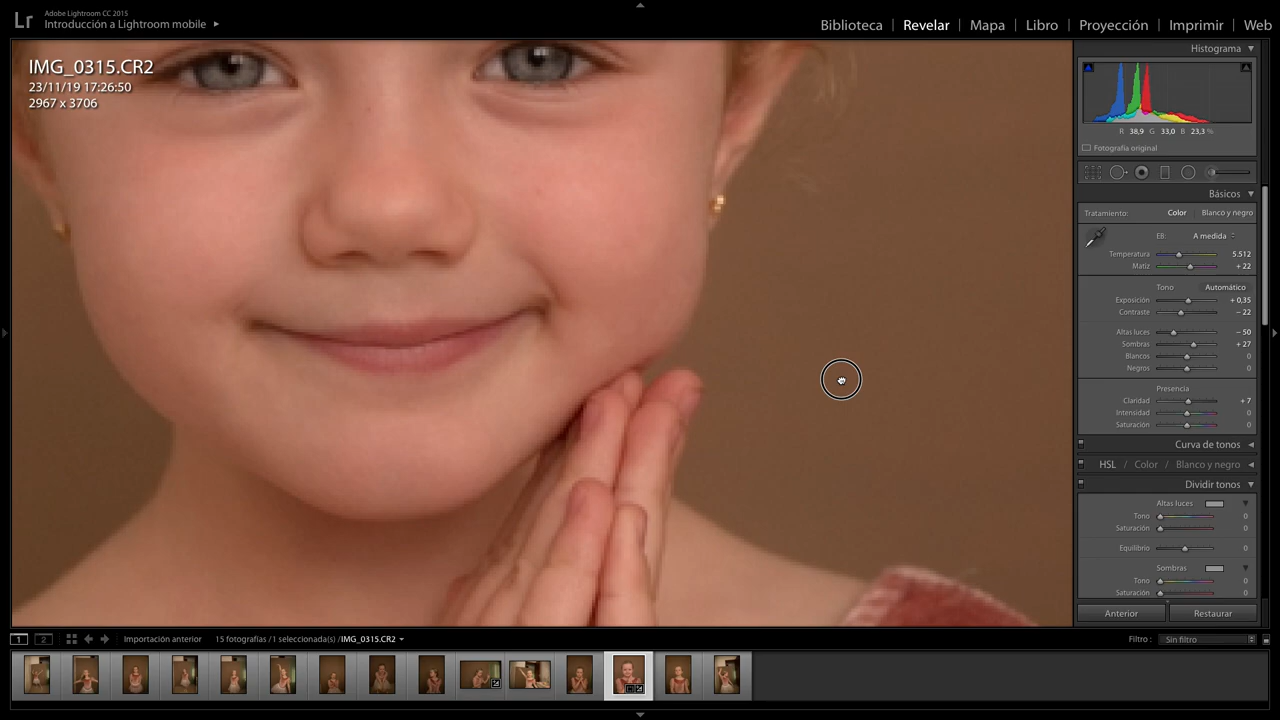 Lr
Adobe Lightroom CC 2015
Introducción a Lightroom mobile
Biblioteca Revelar Mapa Libro Proyección Imprimir Web
IMG_0315.CR2
23/11/19 17:26:50
2967 x 3706
Histograma
R 38,9 G 33,0 B 23,3 %
Fotografía original
Básicos
Tratamiento: Color Blanco y negro
EB: A medida
Temperatura 5.512
Matiz + 22
Tono Automático
Exposición + 0,35
Contraste − 22
Altas luces − 50
Sombras + 27
Blancos 0
Negros 0
Presencia
Claridad + 7
Intensidad 0
Saturación 0
Curva de tonos
HSL / Color / Blanco y negro
Dividir tonos
Altas luces
Tono 0
Saturación 0
Equilibrio 0
Sombras
Tono 0
Saturación 0
Anterior Restaurar
1 2 Importación anterior 15 fotografías /1 seleccionada(s) /IMG_0315.CR2 Filtro : Sin filtro